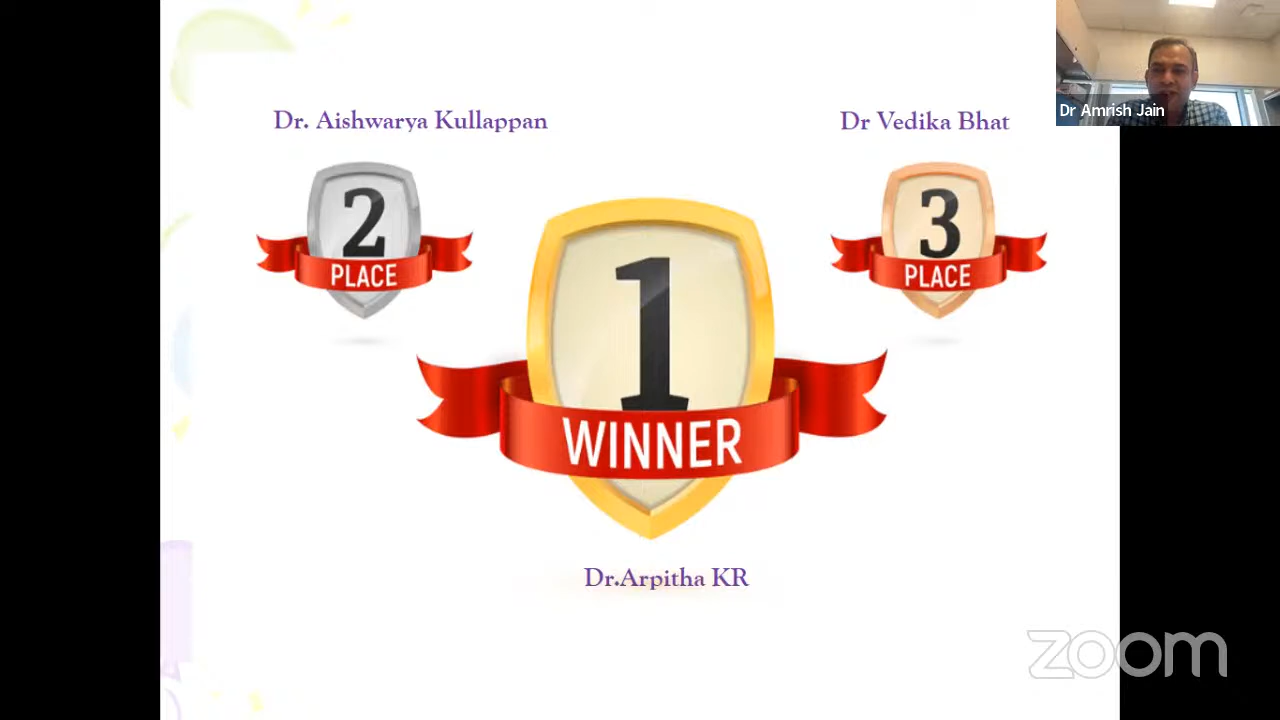 Dr Amrish Jain
Dr. Aishwarya Kullappan
Dr Vedika Bhat
2
PLACE
3
PLACE
1
WINNER
Dr.Arpitha KR
zoom